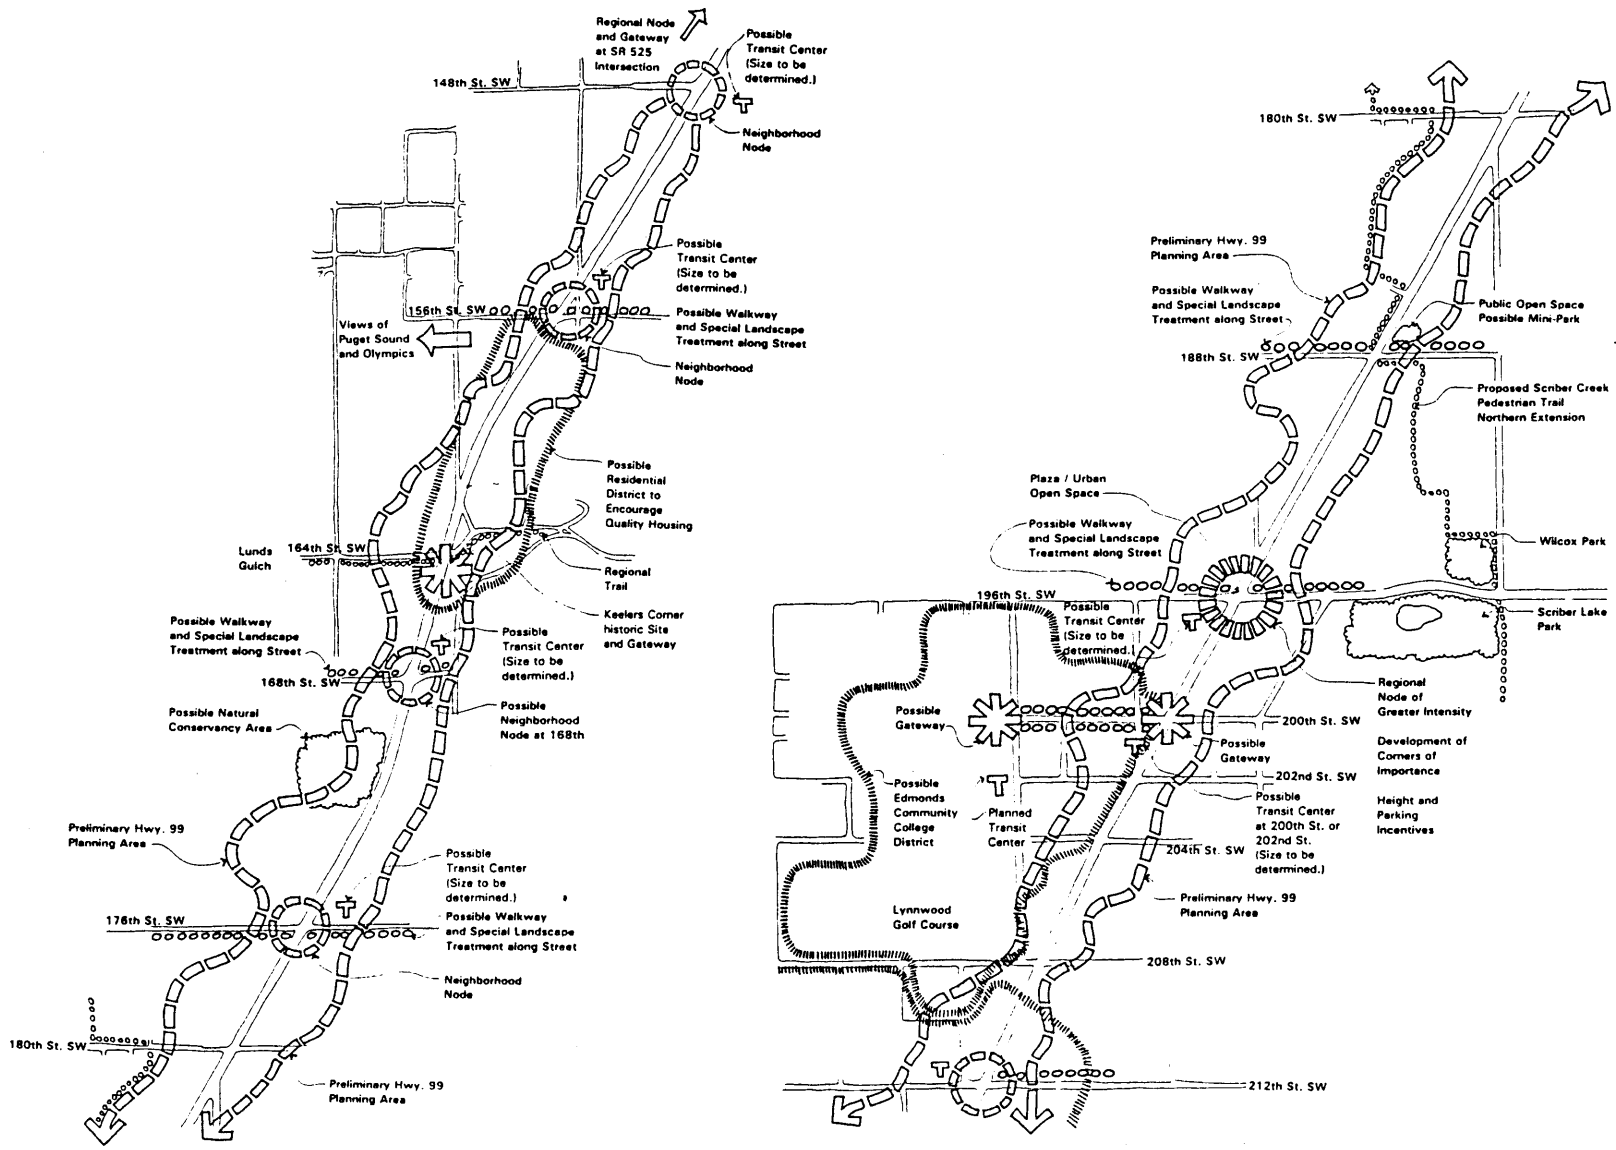 Regional Node
and Gateway
at SR 525
Intersection
Possible
Transit Center
(Size to be
determined.)
148th St. SW
Neighborhood
Node
Possible
Transit Center
(Size to be
determined.)
156th St. SW
Possible Walkway
and Special Landscape
Treatment along Street
Views of
Puget Sound
and Olympics
Neighborhood
Node
Possible
Residential
District to
Encourage
Quality Housing
164th St. SW
Lunds
Gulch
Regional
Trail
Keelers Corner
historic Site
and Gateway
Possible Walkway
and Special Landscape
Treatment along Street
Possible
Transit Center
(Size to be
determined.)
168th St. SW
Possible
Neighborhood
Node at 168th
Possible Natural
Conservancy Area
Preliminary Hwy. 99
Planning Area
Possible
Transit Center
(Size to be
determined.)
176th St. SW
Possible Walkway
and Special Landscape
Treatment along Street
Neighborhood
Node
180th St. SW
Preliminary Hwy. 99
Planning Area
180th St. SW
Preliminary Hwy. 99
Planning Area
Possible Walkway
and Special Landscape
Treatment along Street
Public Open Space
Possible Mini-Park
188th St. SW
Proposed Scriber Creek
Pedestrian Trail
Northern Extension
Plaza / Urban
Open Space
Possible Walkway
and Special Landscape
Treatment along Street
Wilcox Park
196th St. SW
Possible
Transit Center
(Size to be
determined.)
Scriber Lake
Park
Regional
Node of
Greater Intensity
Development of
Corners of
Importance
Height and
Parking
Incentives
Possible
Gateway
200th St. SW
Possible
Gateway
202nd St. SW
Possible
Edmonds
Community
College
District
Planned
Transit
Center
Possible
Transit Center
at 200th St. or
202nd St.
(Size to be
determined.)
204th St. SW
Preliminary Hwy. 99
Planning Area
Lynnwood
Golf Course
208th St. SW
212th St. SW